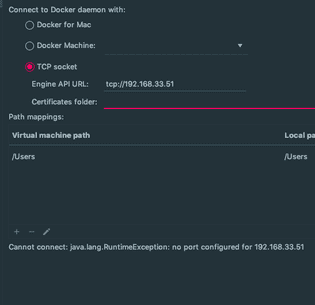 Connect to Docker daemon with:
Docker for Mac
Docker Machine:
TCP socket
Engine API URL: tcp://192.168.33.51
Certificates folder:
Path mappings:
Virtual machine path Local p
/Users /Users
Cannot connect: java.lang.RuntimeException: no port configured for 192.168.33.51